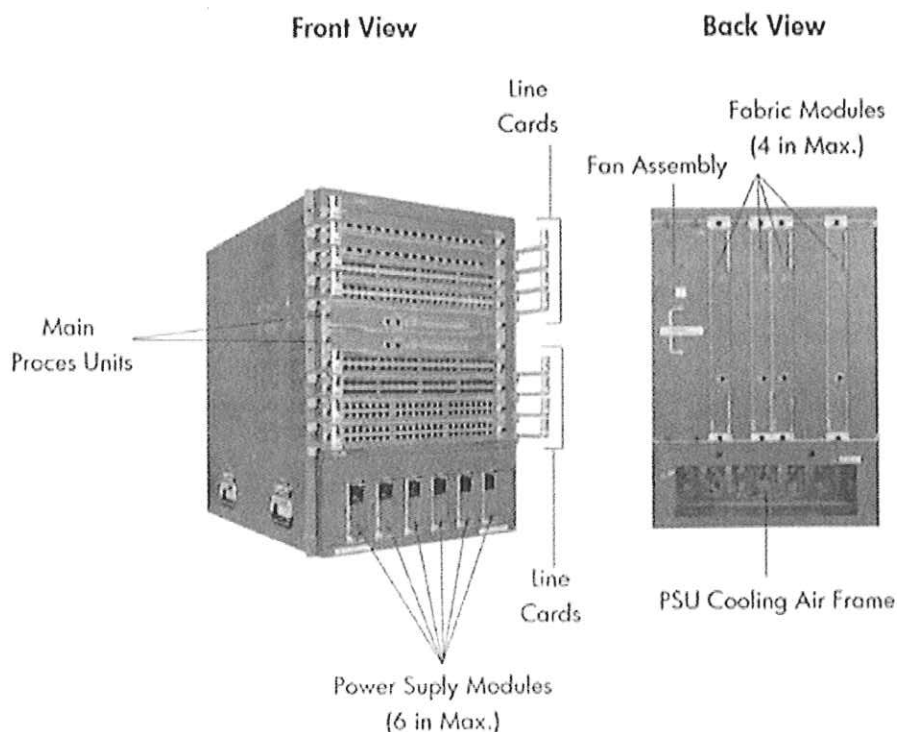 Front View
Back View
Line
Cards
Fabric Modules
(4 in Max.)
Fan Assembly
Main
Proces Units
Line
Cards
PSU Cooling Air Frame
Power Suply Modules
(6 in Max.)